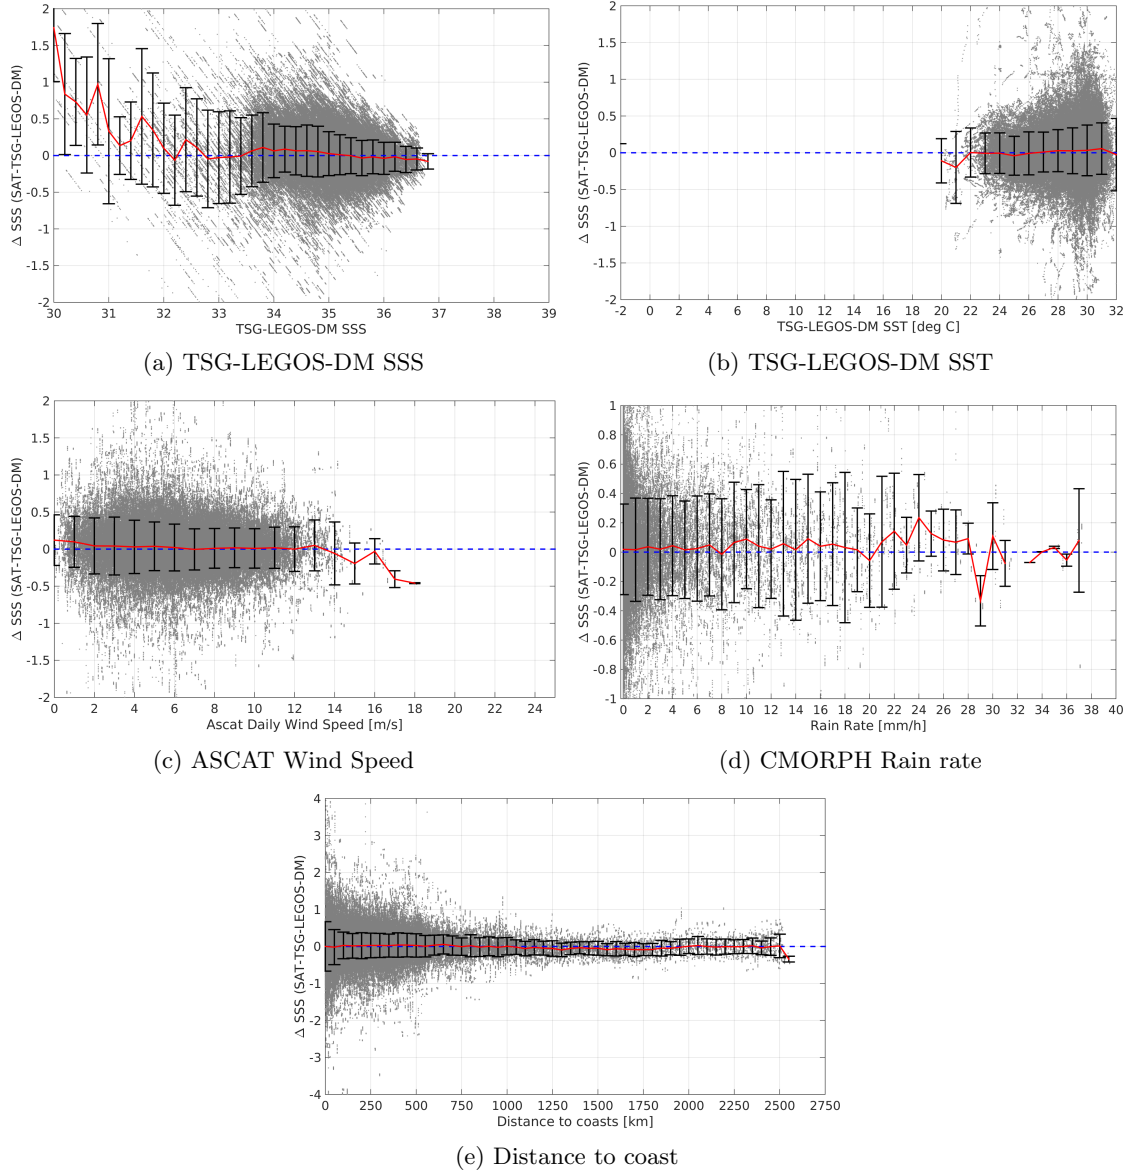 2
1.5
1
0.5
0
-0.5
-1
-1.5
-2
Δ SSS (SAT-TSG-LEGOS-DM)
30 31 32 33 34 35 36 37 38 39
TSG-LEGOS-DM SSS
(a) TSG-LEGOS-DM SSS
2
1.5
1
0.5
0
-0.5
-1
-1.5
-2
Δ SSS (SAT-TSG-LEGOS-DM)
-2 0 2 4 6 8 10 12 14 16 18 20 22 24 26 28 30 32
TSG-LEGOS-DM SST [deg C]
(b) TSG-LEGOS-DM SST
2
1.5
1
0.5
0
-0.5
-1
-1.5
-2
Δ SSS (SAT-TSG-LEGOS-DM)
0 2 4 6 8 10 12 14 16 18 20 22 24
Ascat Daily Wind Speed [m/s]
(c) ASCAT Wind Speed
1
0.8
0.6
0.4
0.2
0
-0.2
-0.4
-0.6
-0.8
-1
Δ SSS (SAT-TSG-LEGOS-DM)
0 2 4 6 8 10 12 14 16 18 20 22 24 26 28 30 32 34 36 38 40
Rain Rate [mm/h]
(d) CMORPH Rain rate
4
3
2
1
0
-1
-2
-3
-4
Δ SSS (SAT-TSG-LEGOS-DM)
0 250 500 750 1000 1250 1500 1750 2000 2250 2500 2750
Distance to coasts [km]
(e) Distance to coast